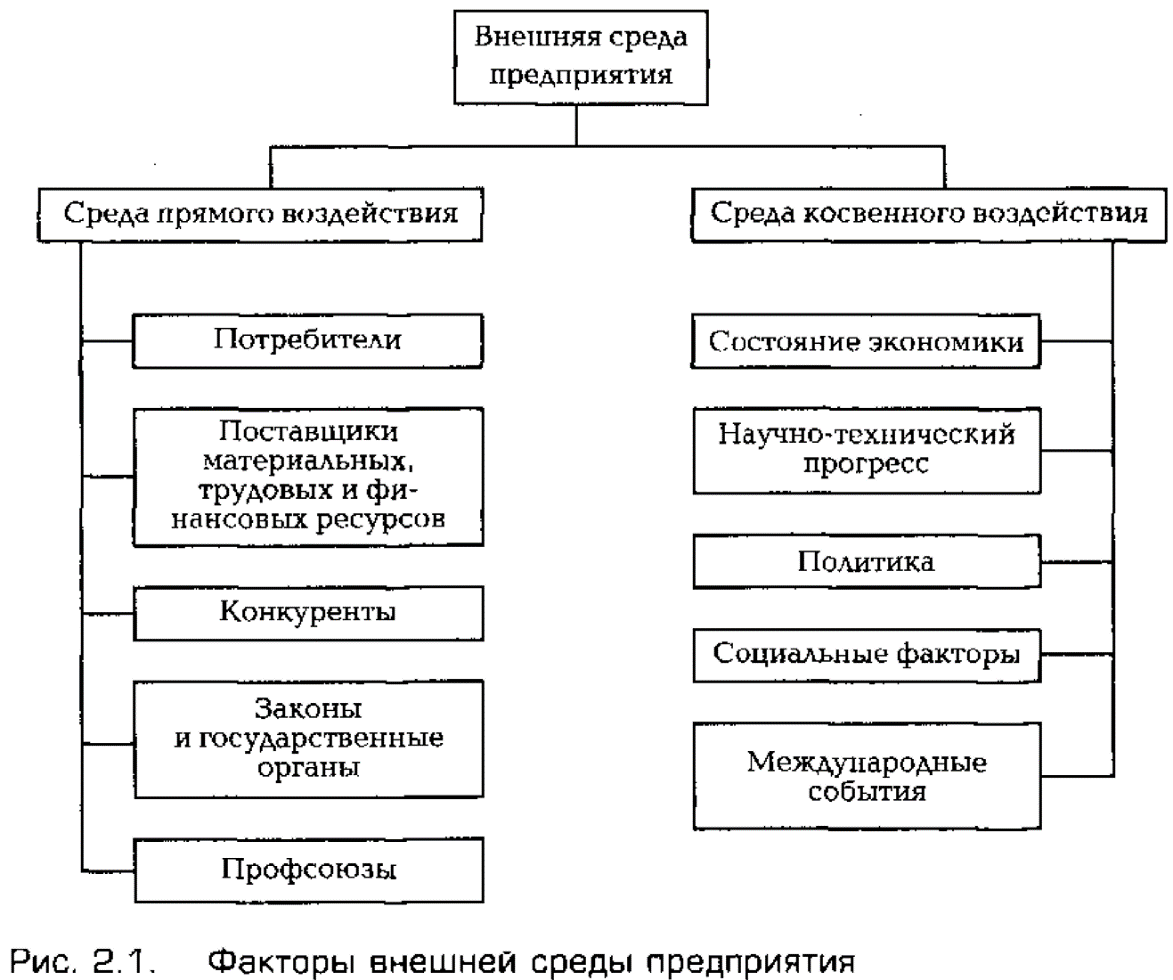 Внешняя среда
предприятия
Среда прямого воздействия
Потребители
Поставщики
материальных,
трудовых и фи-
нансовых ресурсов
Конкуренты
Законы
и государственные
органы
Профсоюзы
Среда косвенного воздействия
Состояние экономики
Научно-технический
прогресс
Политика
Социальные факторы
Международные
события
Рис. 2.1. Факторы внешней среды предприятия